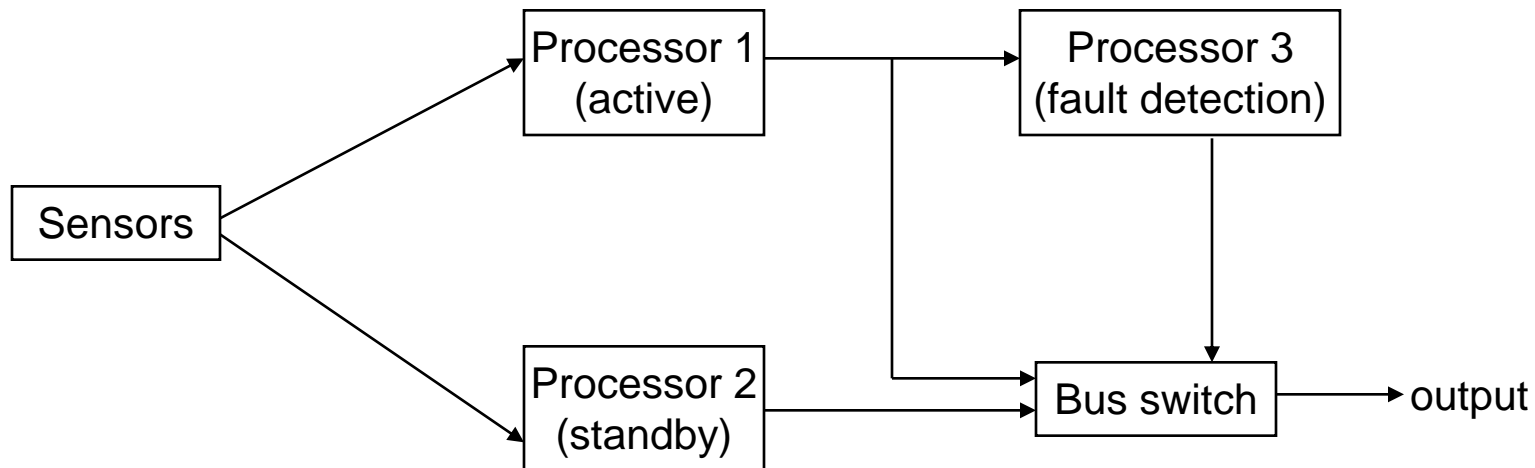 Processor 1
(active)
Processor 3
(fault detection)
Sensors
Processor 2
(standby)
Bus switch
output